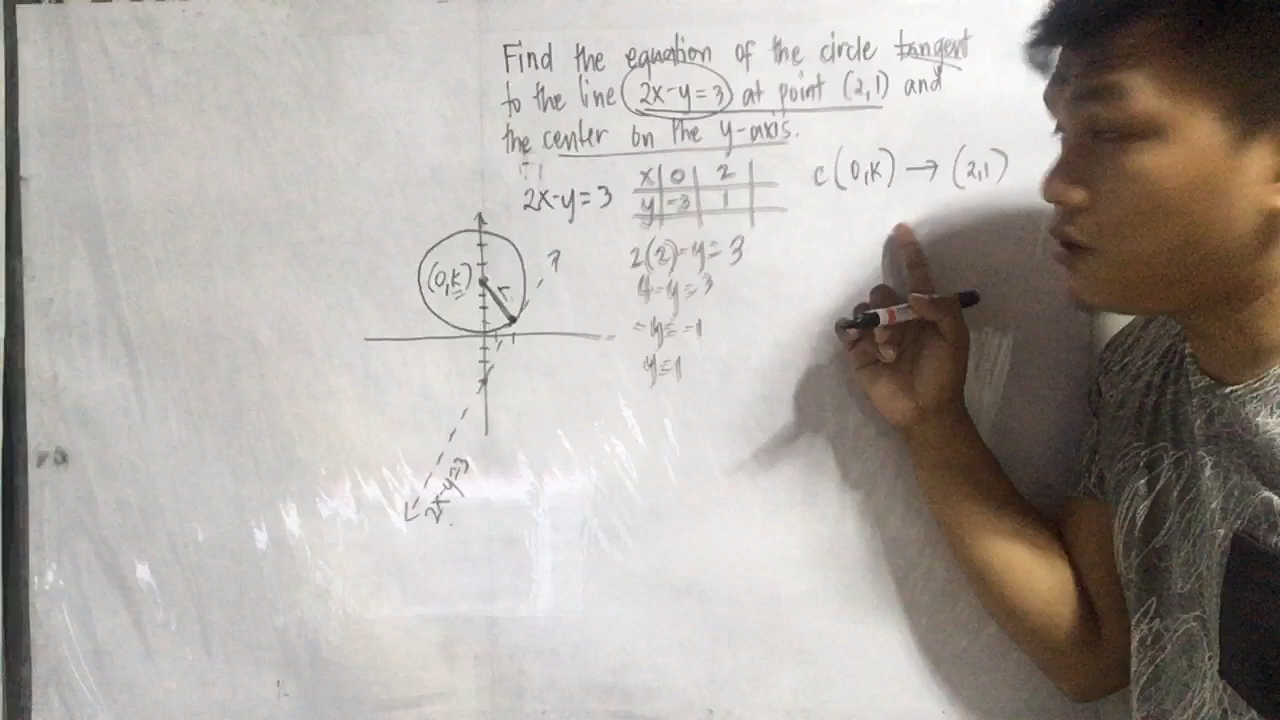 Find the equation of the circle tangent
to the line 2x-y=3 at point (2,1) and
the center on the y-axis.
2x-y=3
x 0 2
y -3 1
C(0,K) → (2,1)
2(2)-y=3
4-y=3
-y=-1
y=1
(0,K)
r
2x-y=3